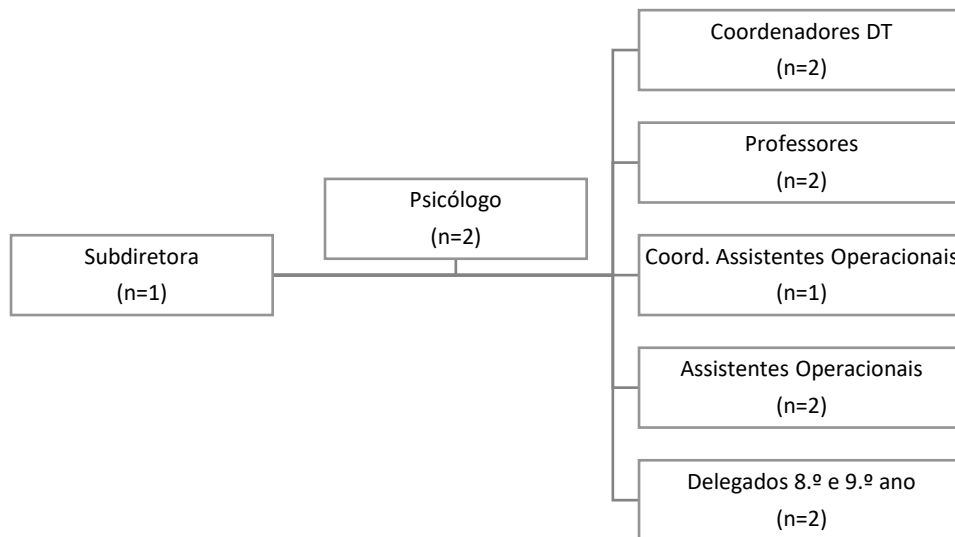 Subdiretora
(n=1)
Psicólogo
(n=2)
Coordenadores DT
(n=2)
Professores
(n=2)
Coord. Assistentes Operacionais
(n=1)
Assistentes Operacionais
(n=2)
Delegados 8.º e 9.º ano
(n=2)